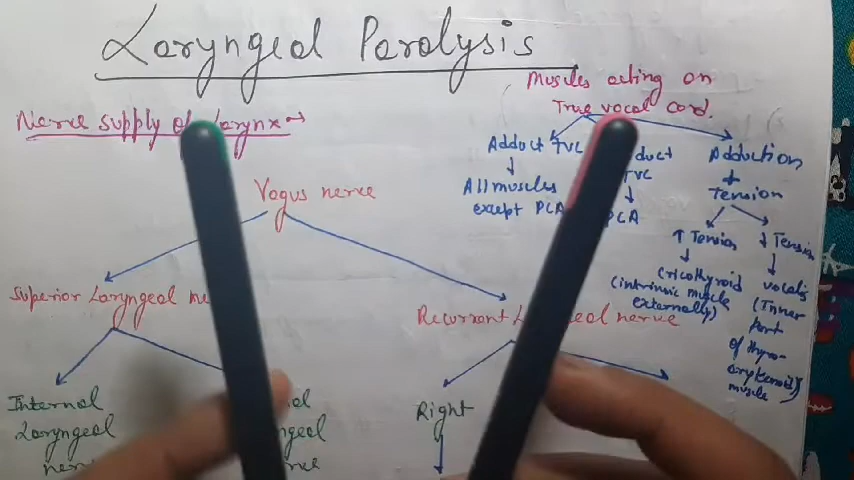 Laryngeal Paralysis
Nerve supply of Larynx →
Vagus nerve
Superior Laryngeal
Internal
Laryngeal
Recurrent nerve
Right
Muscles acting on
True vocal Cord.
Adduct TVC
All muscles
except PCA
TVC
PCA
Adduction
+
Tension
↑ Tension
Cricothyroid
(intrinsic muscle
externally)
↓ Tension
vocalis
(Inner
Part
of thyro-
arytenoid)
muscle